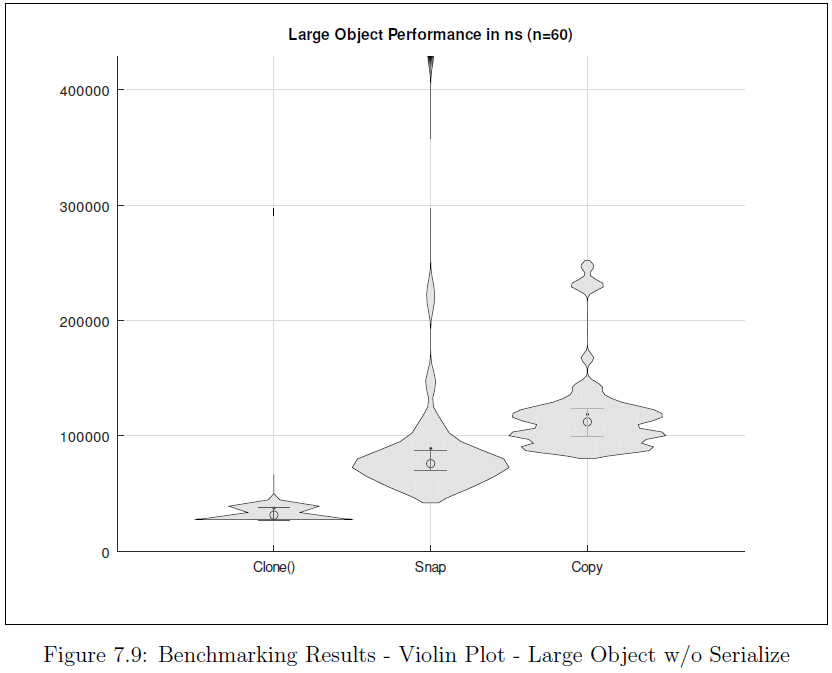 Large Object Performance in ns (n=60)
400000
300000
200000
100000
0
Clone()
Snap
Copy
Figure 7.9: Benchmarking Results - Violin Plot - Large Object w/o Serialize